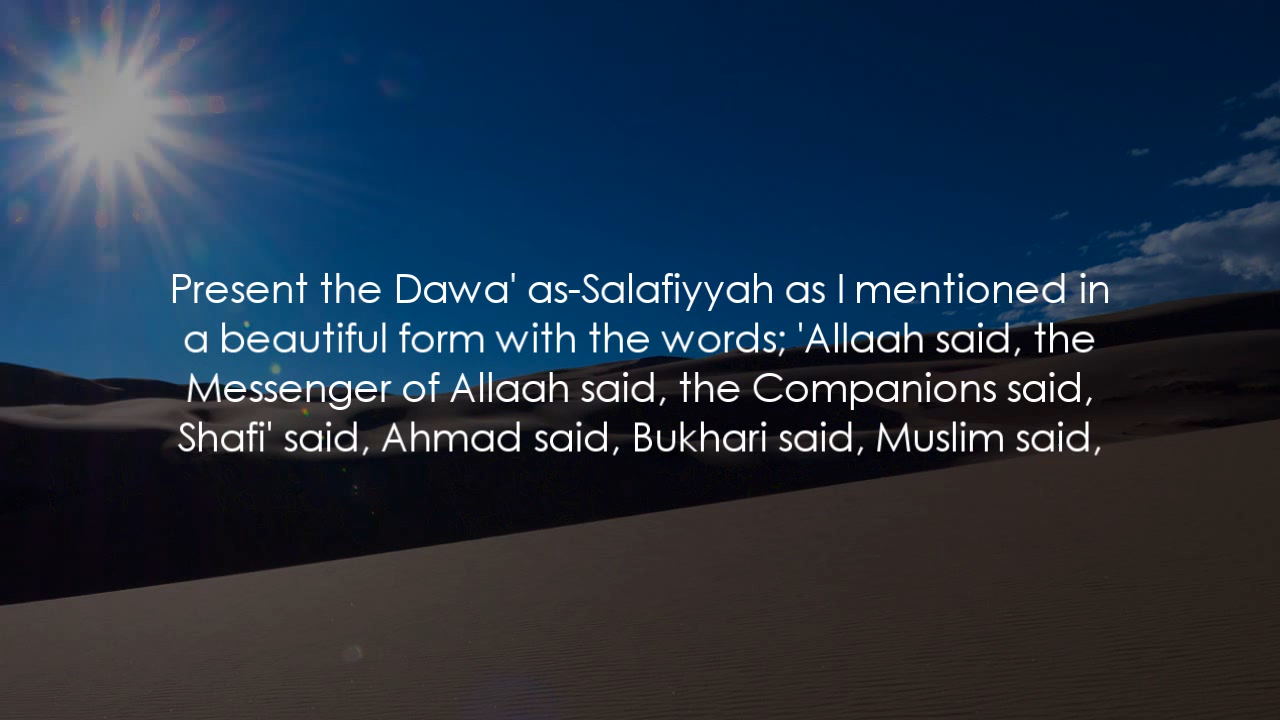 Present the Dawa' as-Salafiyyah as I mentioned in
a beautiful form with the words; 'Allaah said, the
Messenger of Allaah said, the Companions said,
Shafi' said, Ahmad said, Bukhari said, Muslim said,